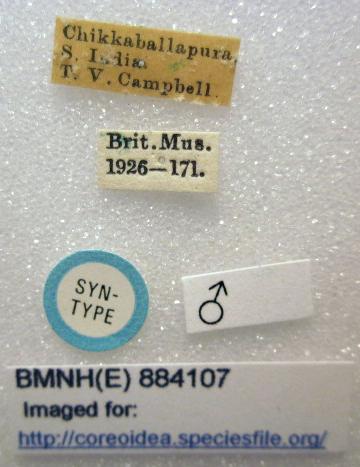 Chikkaballapura,
S. India.
T. V. Campbell.
Brit. Mus.
1926—171.
SYN-
TYPE
♂
BMNH(E) 884107
Imaged for:
http://coreoidea.speciesfile.org/